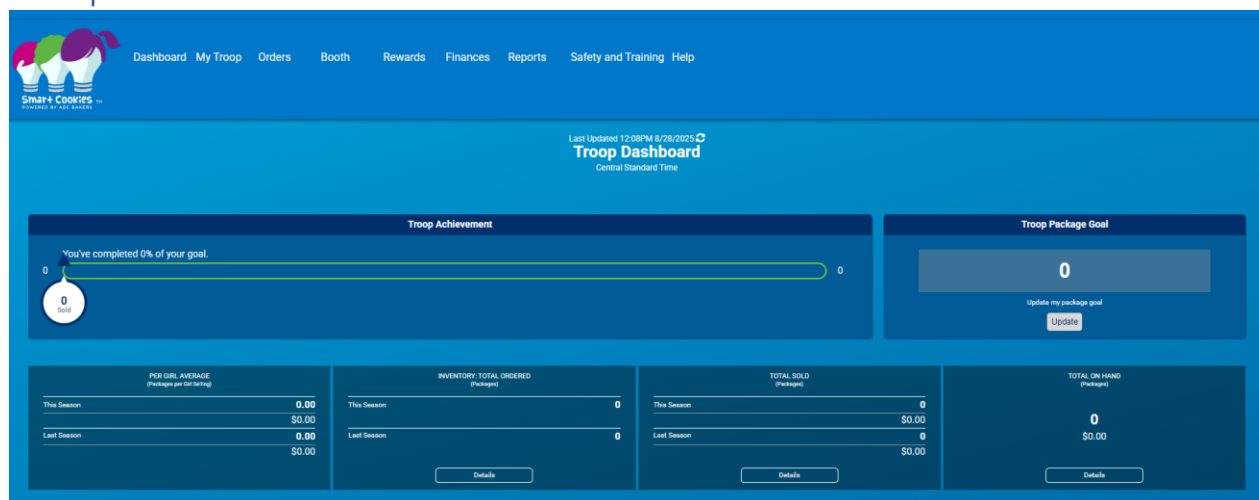 Dashboard My Troop Orders Booth Rewards Finances Reports Safety and Training Help
Smart Cookies TM
POWERED BY ABC BAKERS
Last Updated 12:08PM 8/28/2025
Troop Dashboard
Central Standard Time
Troop Achievement
You've completed 0% of your goal.
0 0
0
Sold
Troop Package Goal
0
Update my package goal
Update
PER GIRL AVERAGE
(Packages per Girl Selling)
This Season 0.00
$0.00
Last Season 0.00
$0.00
INVENTORY: TOTAL ORDERED
(Packages)
This Season 0
Last Season 0
Details
TOTAL SOLD
(Packages)
This Season 0
$0.00
Last Season 0
$0.00
Details
TOTAL ON HAND
(Packages)
0
$0.00
Details